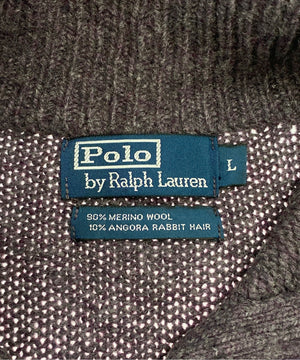 Polo
by Ralph Lauren
L
90% MERINO WOOL
10% ANGORA RABBIT HAIR